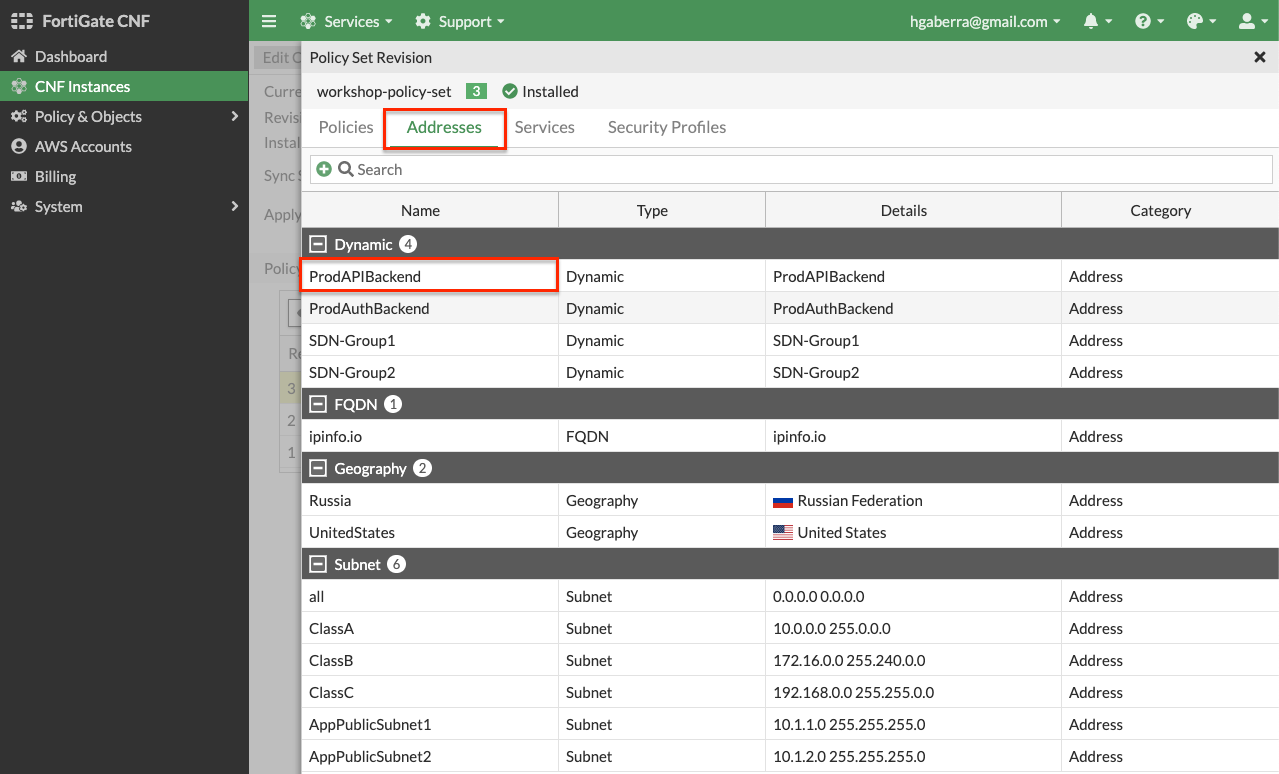 FortiGate CNF
Services
Support
hgaberra@gmail.com
Dashboard
CNF Instances
Policy & Objects
AWS Accounts
Billing
System
Edit C
Curre
Revis
Instal
Sync S
Apply
Policy
Re
3
2
1
Policy Set Revision
workshop-policy-set 3 Installed
Policies Addresses Services Security Profiles
Search
Name Type Details Category
Dynamic 4
ProdAPIBackend Dynamic ProdAPIBackend Address
ProdAuthBackend Dynamic ProdAuthBackend Address
SDN-Group1 Dynamic SDN-Group1 Address
SDN-Group2 Dynamic SDN-Group2 Address
FQDN 1
ipinfo.io FQDN ipinfo.io Address
Geography 2
Russia Geography Russian Federation Address
UnitedStates Geography United States Address
Subnet 6
all Subnet 0.0.0.0 0.0.0.0 Address
ClassA Subnet 10.0.0.0 255.0.0.0 Address
ClassB Subnet 172.16.0.0 255.240.0.0 Address
ClassC Subnet 192.168.0.0 255.255.0.0 Address
AppPublicSubnet1 Subnet 10.1.1.0 255.255.255.0 Address
AppPublicSubnet2 Subnet 10.1.2.0 255.255.255.0 Address